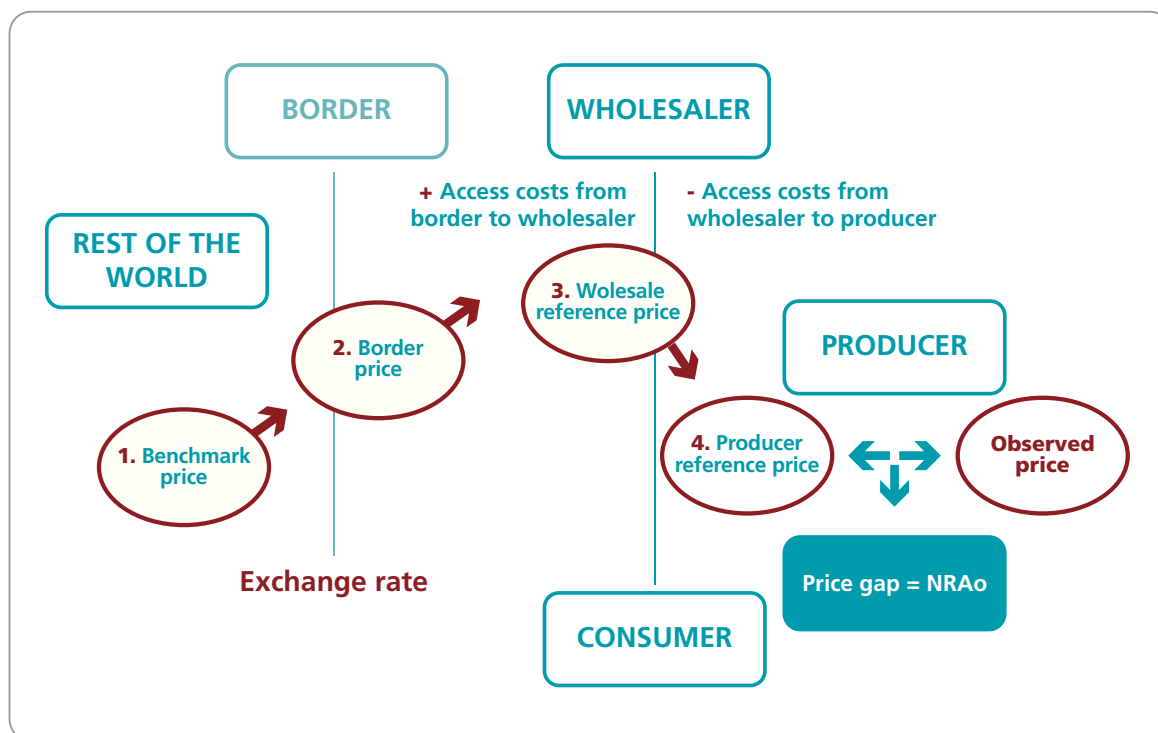 BORDER
WHOLESALER
+ Access costs from
border to wholesaler
- Access costs from
wholesaler to producer
REST OF THE
WORLD
3. Wolesale
reference price
2. Border
price
PRODUCER
1. Benchmark
price
4. Producer
reference price
Observed
price
Exchange rate
Price gap = NRAo
CONSUMER